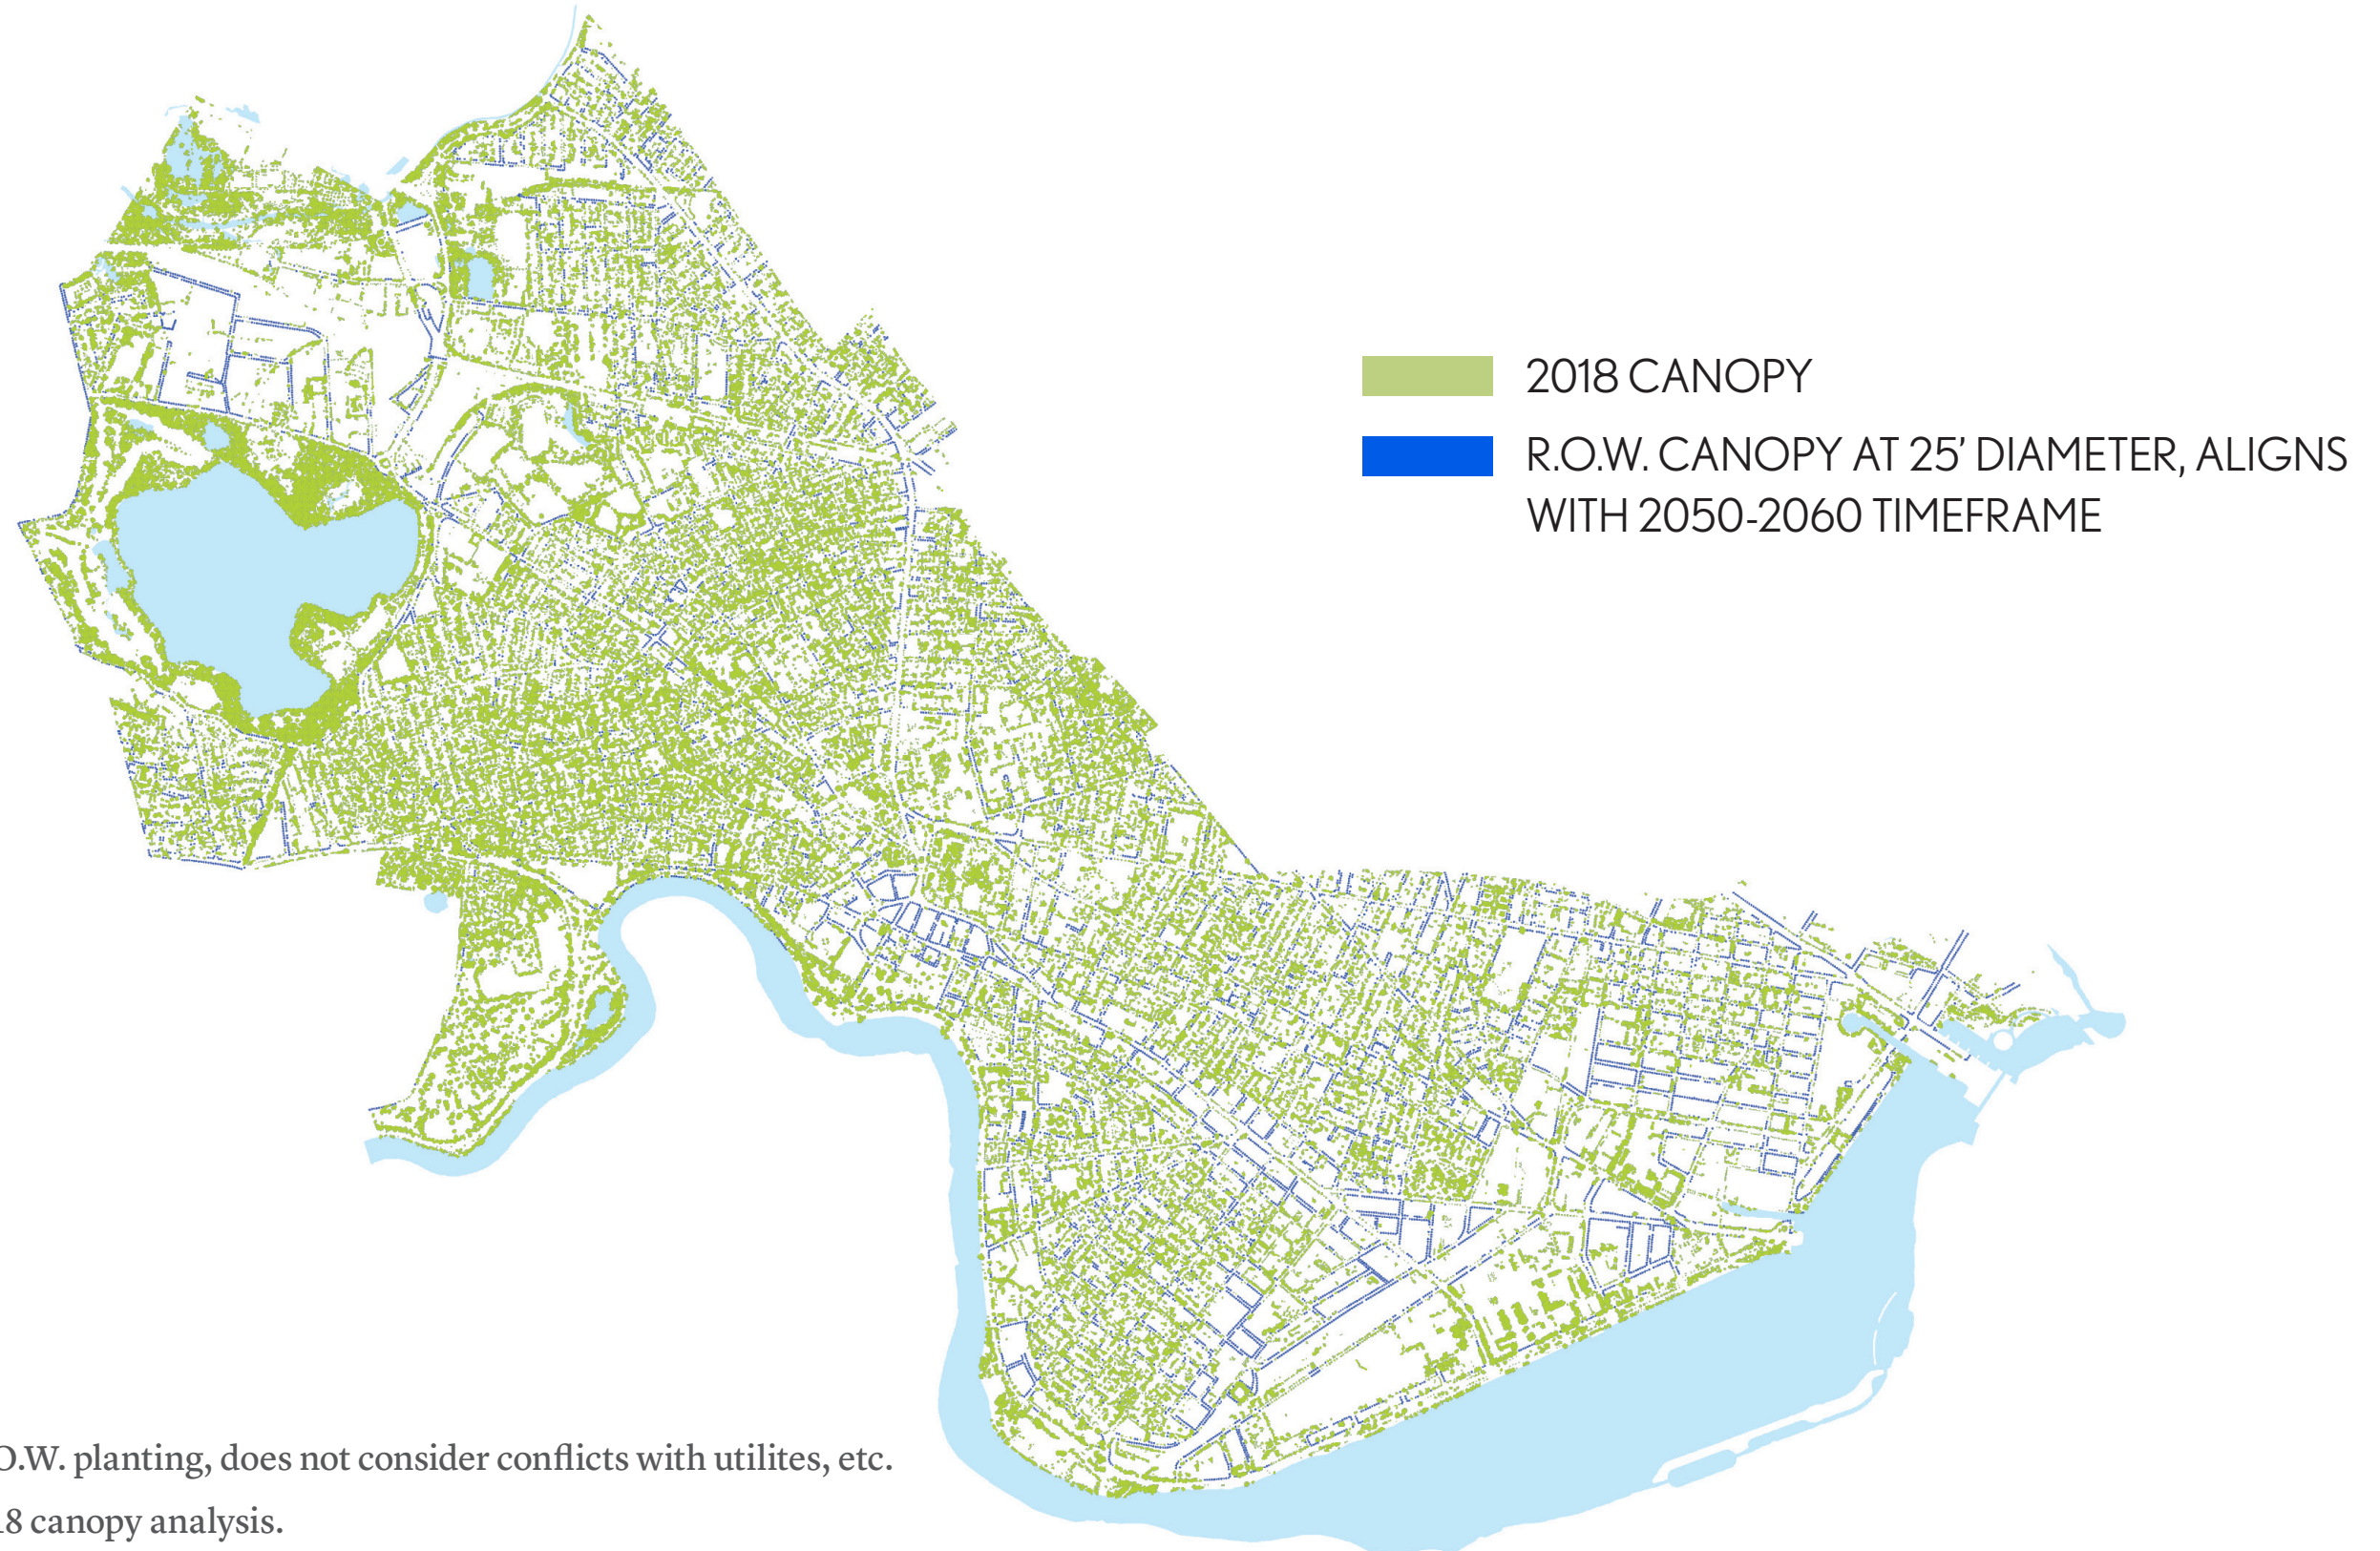 2018 CANOPY
R.O.W. CANOPY AT 25’ DIAMETER, ALIGNS
WITH 2050-2060 TIMEFRAME
O.W. planting, does not consider conflicts with utilites, etc.
18 canopy analysis.